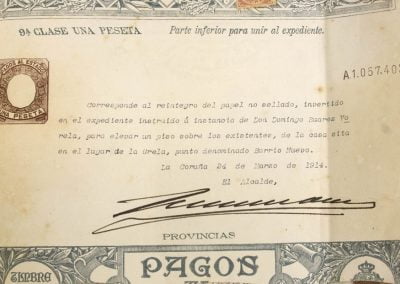 9ª CLASE UNA PESETA Parte inferior para unir al expediente.
A1.057.40
Corresponde al reintegro del papel no sellado, invertido
en el expediente instruido á instancia de Don Domingo Suarez Va
rela, para elevar un piso sobre los existentes, de la casa sita
en el lugar de la Grela, punto denominado Barrio Nuevo.
La Coruña 24 de Marzo de 1914.
El Alcalde,
PROVINCIAS
TIMBRE
PAGOS